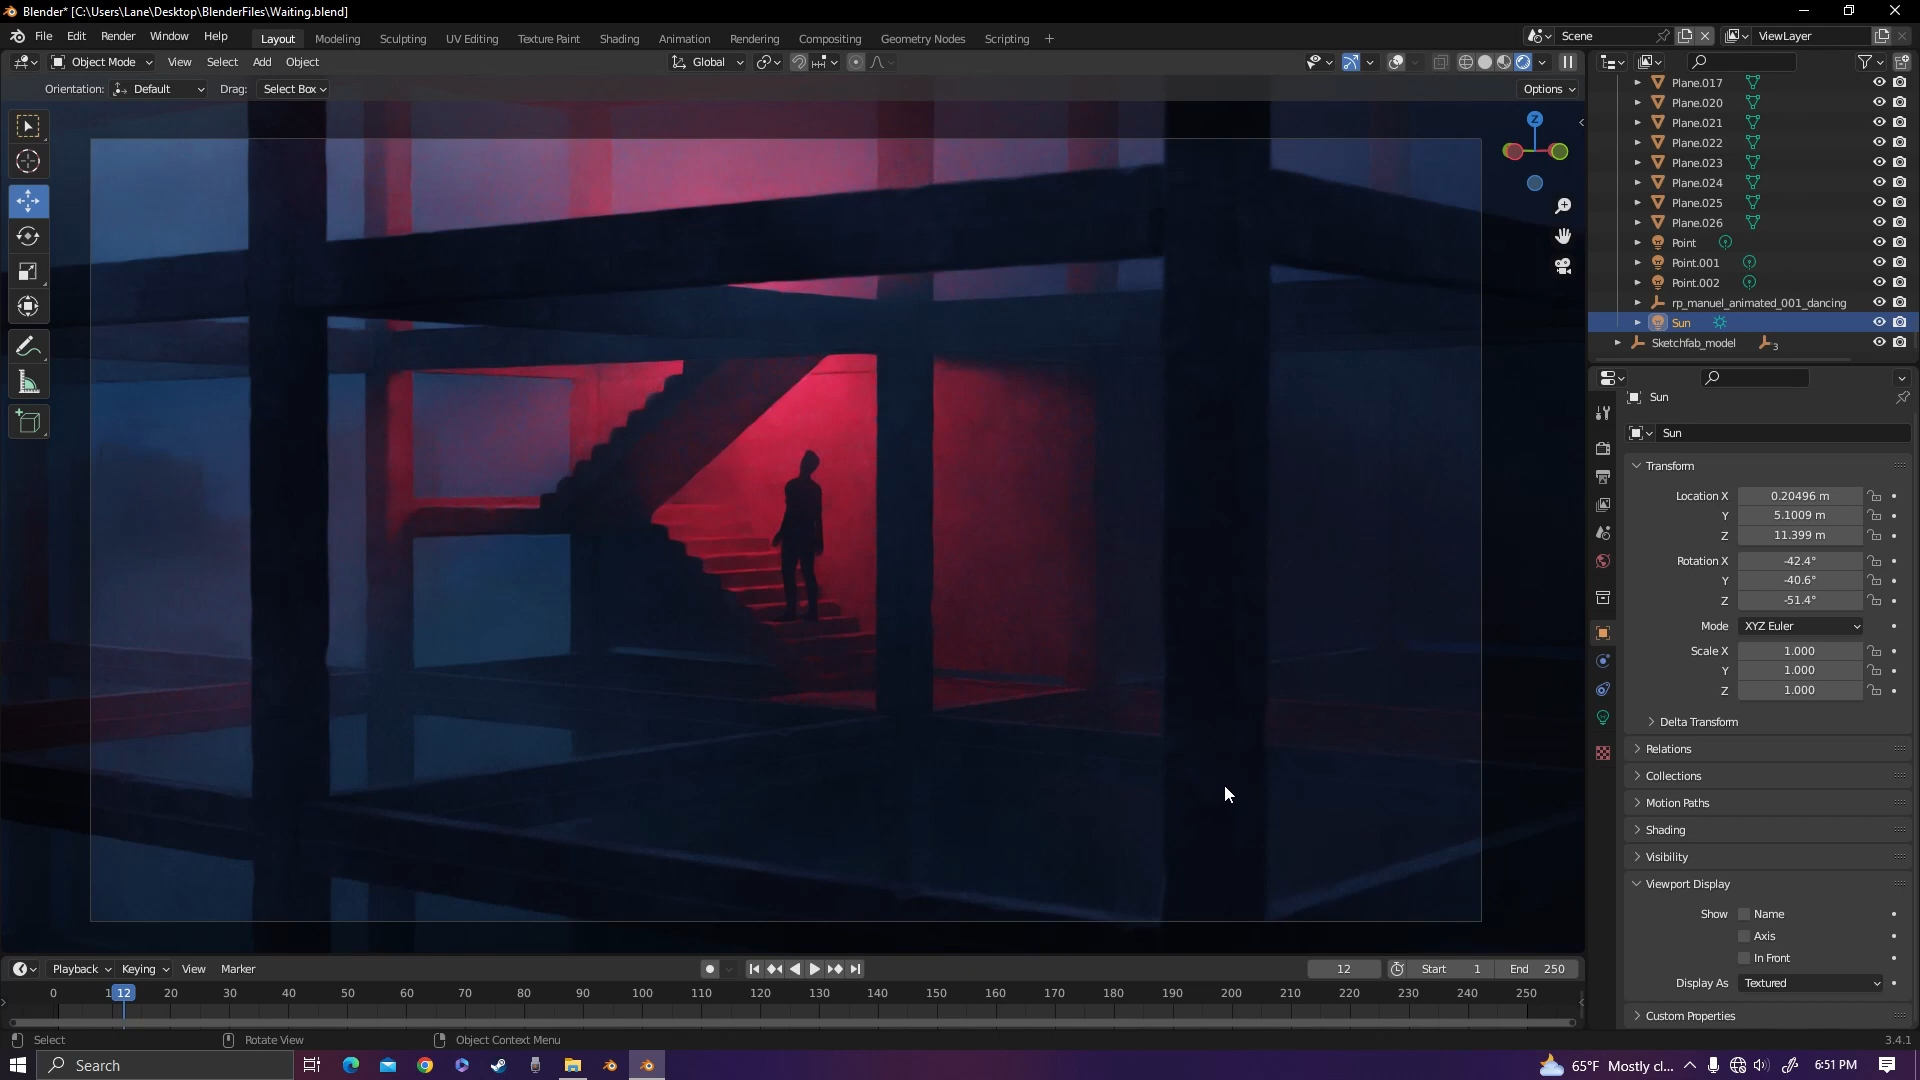 Blender* [C:\Users\Lane\Desktop\BlenderFiles\Waiting.blend]
File Edit Render Window Help Layout Modeling Sculpting UV Editing Texture Paint Shading Animation Rendering Compositing Geometry Nodes Scripting + Scene ViewLayer
Object Mode View Select Add Object Global
Orientation: Default Drag: Select Box Options
Z
Plane.017
Plane.020
Plane.021
Plane.022
Plane.023
Plane.024
Plane.025
Plane.026
Point
Point.001
Point.002
rp_manuel_animated_001_dancing
Sun
Sketchfab_model 3
Sun
Sun
Transform
Location X 0.20496 m
Y 5.1009 m
Z 11.399 m
Rotation X -42.4°
Y -40.6°
Z -51.4°
Mode XYZ Euler
Scale X 1.000
Y 1.000
Z 1.000
Delta Transform
Relations
Collections
Motion Paths
Shading
Visibility
Viewport Display
Show Name
Axis
In Front
Display As Textured
Custom Properties
Playback Keying View Marker 12 Start 1 End 250
0 1 12 20 30 40 50 60 70 80 90 100 110 120 130 140 150 160 170 180 190 200 210 220 230 240 250
Select Rotate View Object Context Menu 3.4.1
Search 65°F Mostly cl... 6:51 PM